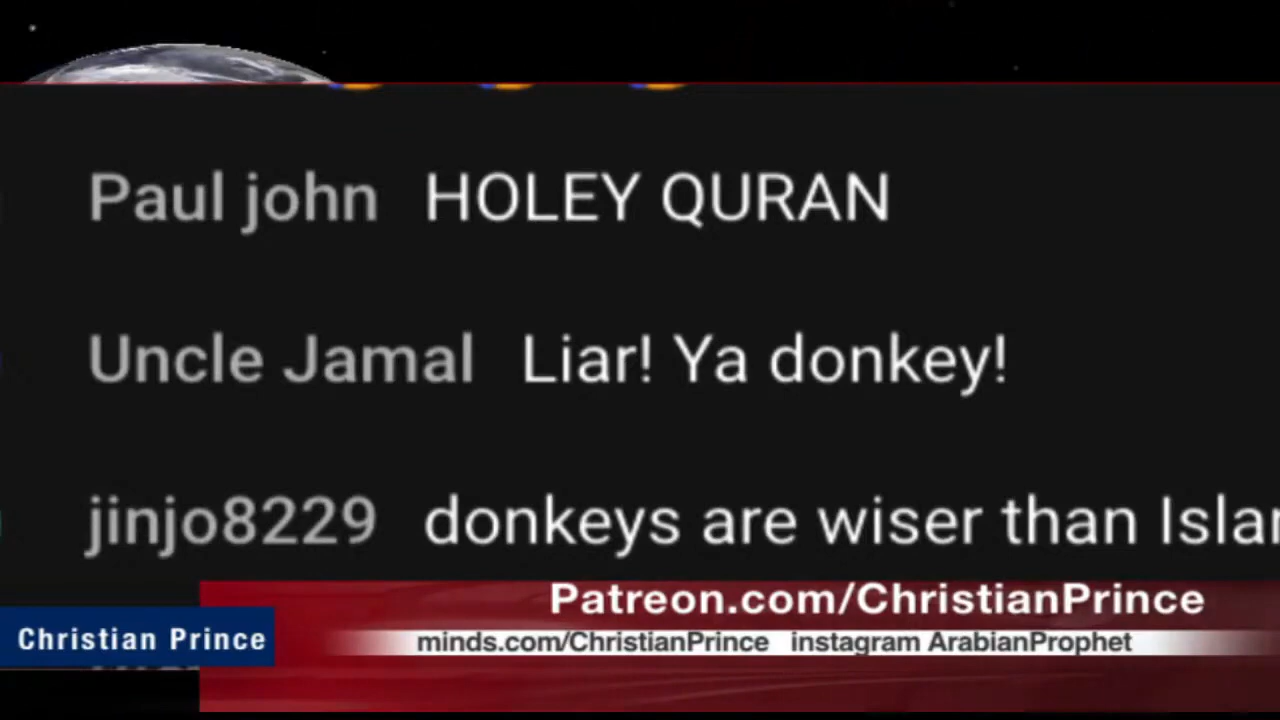 Paul john HOLEY QURAN
Uncle Jamal Liar! Ya donkey!
jinjo8229 donkeys are wiser than
Patreon.com/ChristianPrince
Christian Prince
minds.com/ChristianPrince instagram ArabianProphet